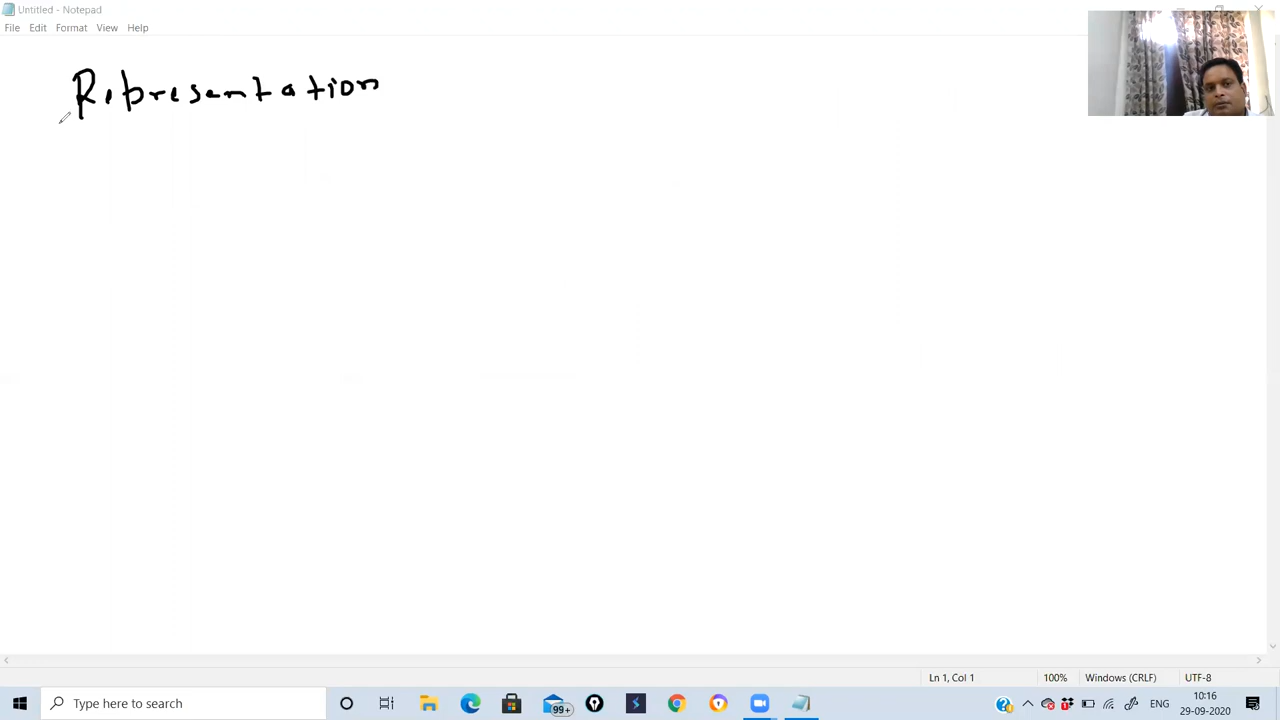 Untitled - Notepad
File Edit Format View Help
Representation
Ln 1, Col 1 100% Windows (CRLF) UTF-8
Type here to search
99+
ENG
10:16
29-09-2020